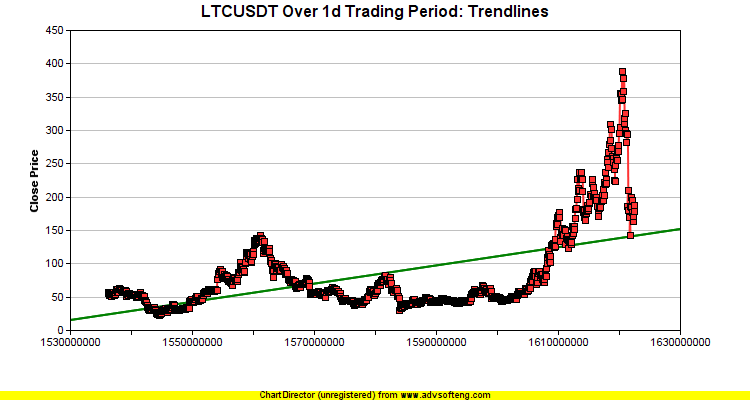 LTCUSDT Over 1d Trading Period: Trendlines
450
400
350
300
250
200
150
100
50
0
Close Price
1530000000 1550000000 1570000000 1590000000 1610000000 1630000000
ChartDirector (unregistered) from www.advsofteng.com